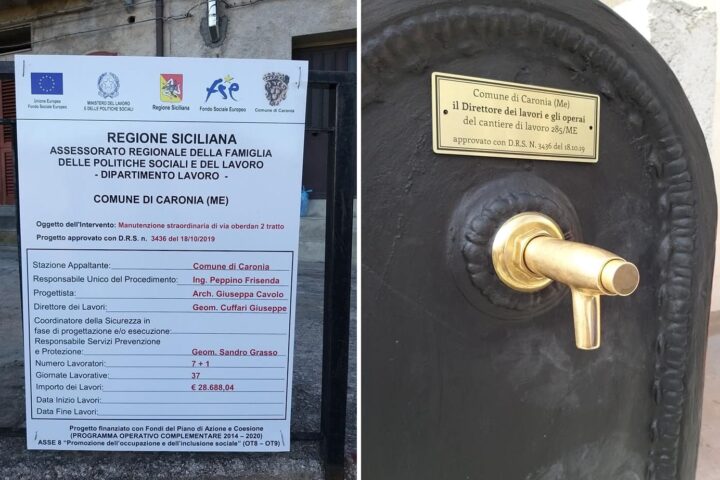 Unione Europea
Fondo Sociale Europeo
MINISTERO DEL LAVORO
E DELLE POLITICHE SOCIALI
Regione Siciliana
fse
Fondo Sociale Europeo
Comune di Caronia
REGIONE SICILIANA
ASSESSORATO REGIONALE DELLA FAMIGLIA
DELLE POLITICHE SOCIALI E DEL LAVORO
- DIPARTIMENTO LAVORO -
COMUNE DI CARONIA (ME)
Oggetto dell'Intervento: Manutenzione straordinaria di via oberdan 2 tratto
Progetto approvato con D.R.S. n. 3436 del 18/10/2019
Stazione Appaltante: Comune di Caronia
Responsabile Unico del Procedimento: Ing. Peppino Frisenda
Progettista: Arch. Giuseppa Cavolo
Direttore dei Lavori: Geom. Cuffari Giuseppe
Coordinatore della Sicurezza in
fase di progettazione e/o esecuzione:
Responsabile Servizi Prevenzione
e Protezione: Geom. Sandro Grasso
Numero Lavoratori: 7 + 1
Giornate Lavorative: 37
Importo dei Lavori: € 28.688,04
Data Inizio Lavori:
Data Fine Lavori:
Progetto finanziato con Fondi del Piano di Azione e Coesione
(PROGRAMMA OPERATIVO COMPLEMENTARE 2014 – 2020)
ASSE 8 "Promozione dell'occupazione e dell'inclusione sociale" (OT8 – OT9)
Comune di Caronia (Me)
il Direttore dei lavori e gli operai
del cantiere di lavoro 285/ME
approvato con D.R.S. N. 3436 del 18.10.19